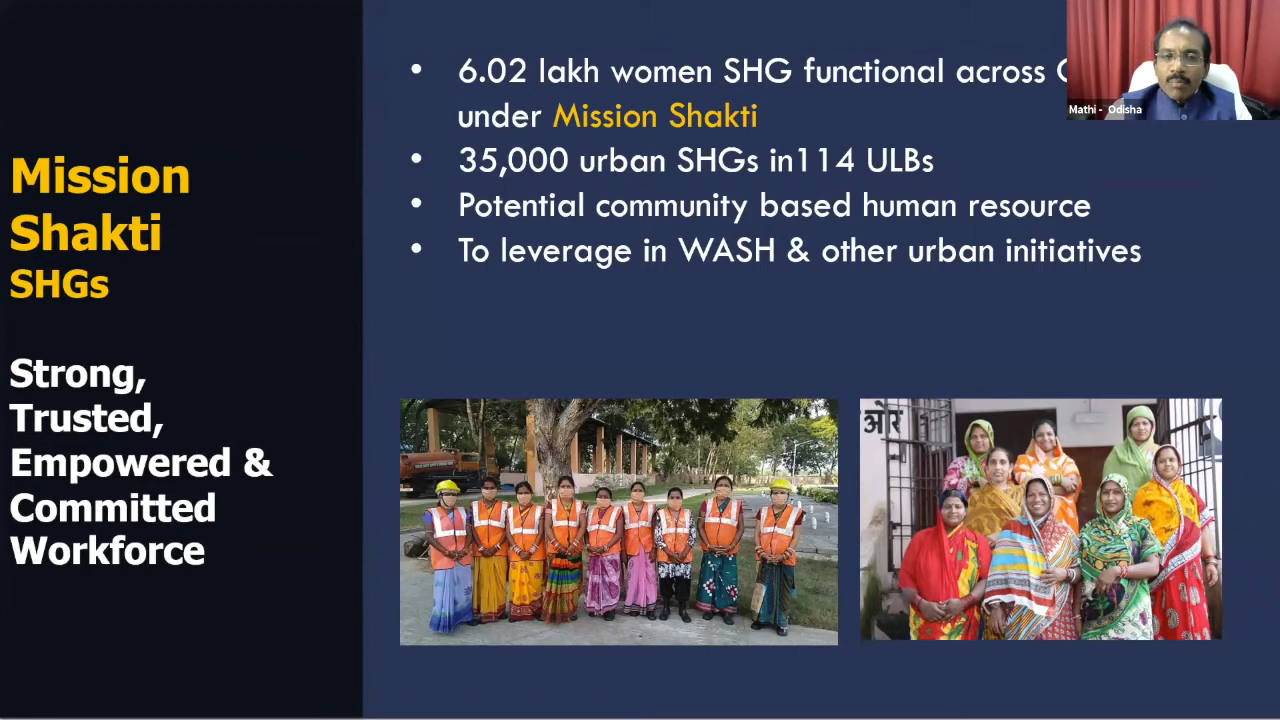 Mission
Shakti
SHGs
Strong,
Trusted,
Empowered &
Committed
Workforce
• 6.02 lakh women SHG functional across
under Mission Shakti
• 35,000 urban SHGs in114 ULBs
• Potential community based human resource
• To leverage in WASH & other urban initiatives
Mathi - Odisha
ओर